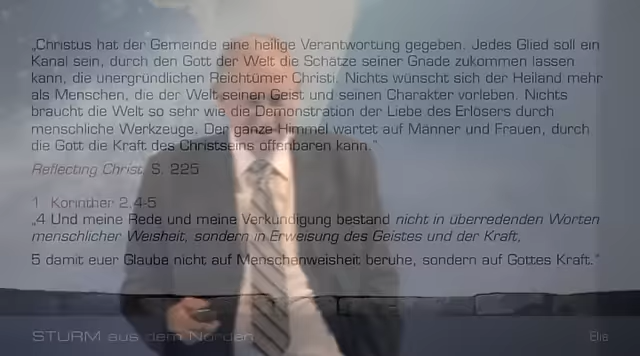 „Christus hat der Gemeinde eine heilige Verantwortung gegeben. Jedes Glied soll ein
Kanal sein, durch den Gott der Welt die Schätze seiner Gnade zukommen lassen
kann, die unergründlichen Reichtümer Christi. Nichts wünscht sich der Heiland mehr
als Menschen, die der Welt seinen Geist und seinen Charakter vorleben. Nichts
braucht die Welt so sehr wie die Demonstration der Liebe des Erlösers durch
menschliche Werkzeuge. Der ganze Himmel wartet auf Männer und Frauen, durch
die Gott die Kraft des Christseins offenbaren kann.“
Reflecting Christ, S. 225
1. Korinther 2,4-5
„4 Und meine Rede und meine Verkündigung bestand nicht in überredenden Worten
menschlicher Weisheit, sondern in Erweisung des Geistes und der Kraft,
5 damit euer Glaube nicht auf Menschenweisheit beruhe, sondern auf Gottes Kraft.“
STURM aus dem Norden
Elia